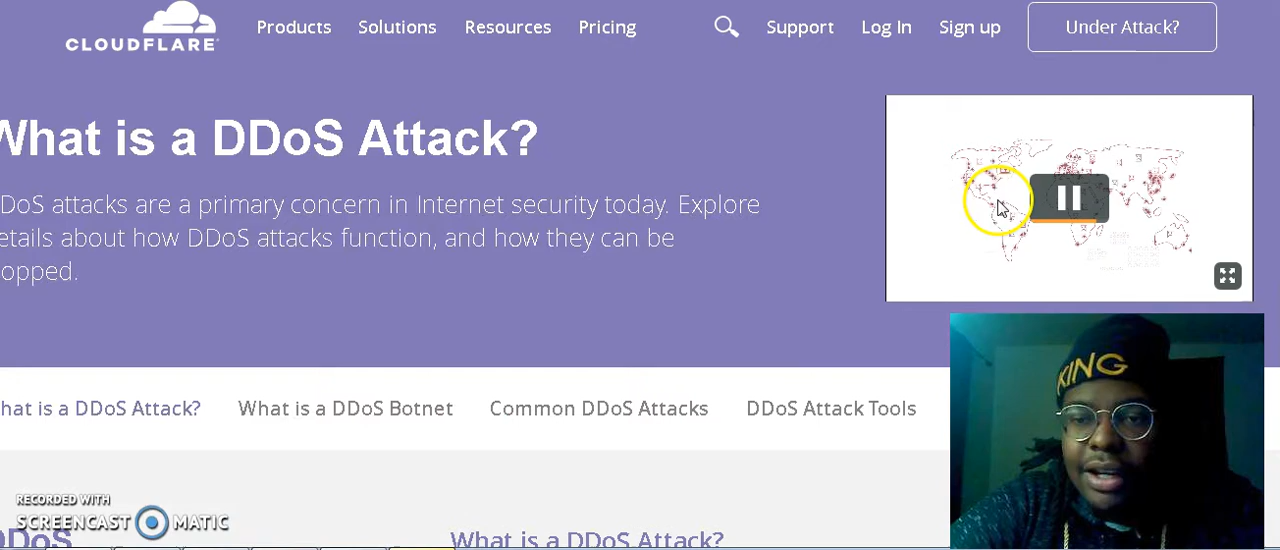 CLOUDFLARE
Products Solutions Resources Pricing Support Log In Sign up Under Attack?
What is a DDoS Attack?
DoS attacks are a primary concern in Internet security today. Explore
etails about how DDoS attacks function, and how they can be
opped.
KING
hat is a DDoS Attack? What is a DDoS Botnet Common DDoS Attacks DDoS Attack Tools
RECORDED WITH
SCREENCAST MATIC
DDoS
What is a DDoS Attack?